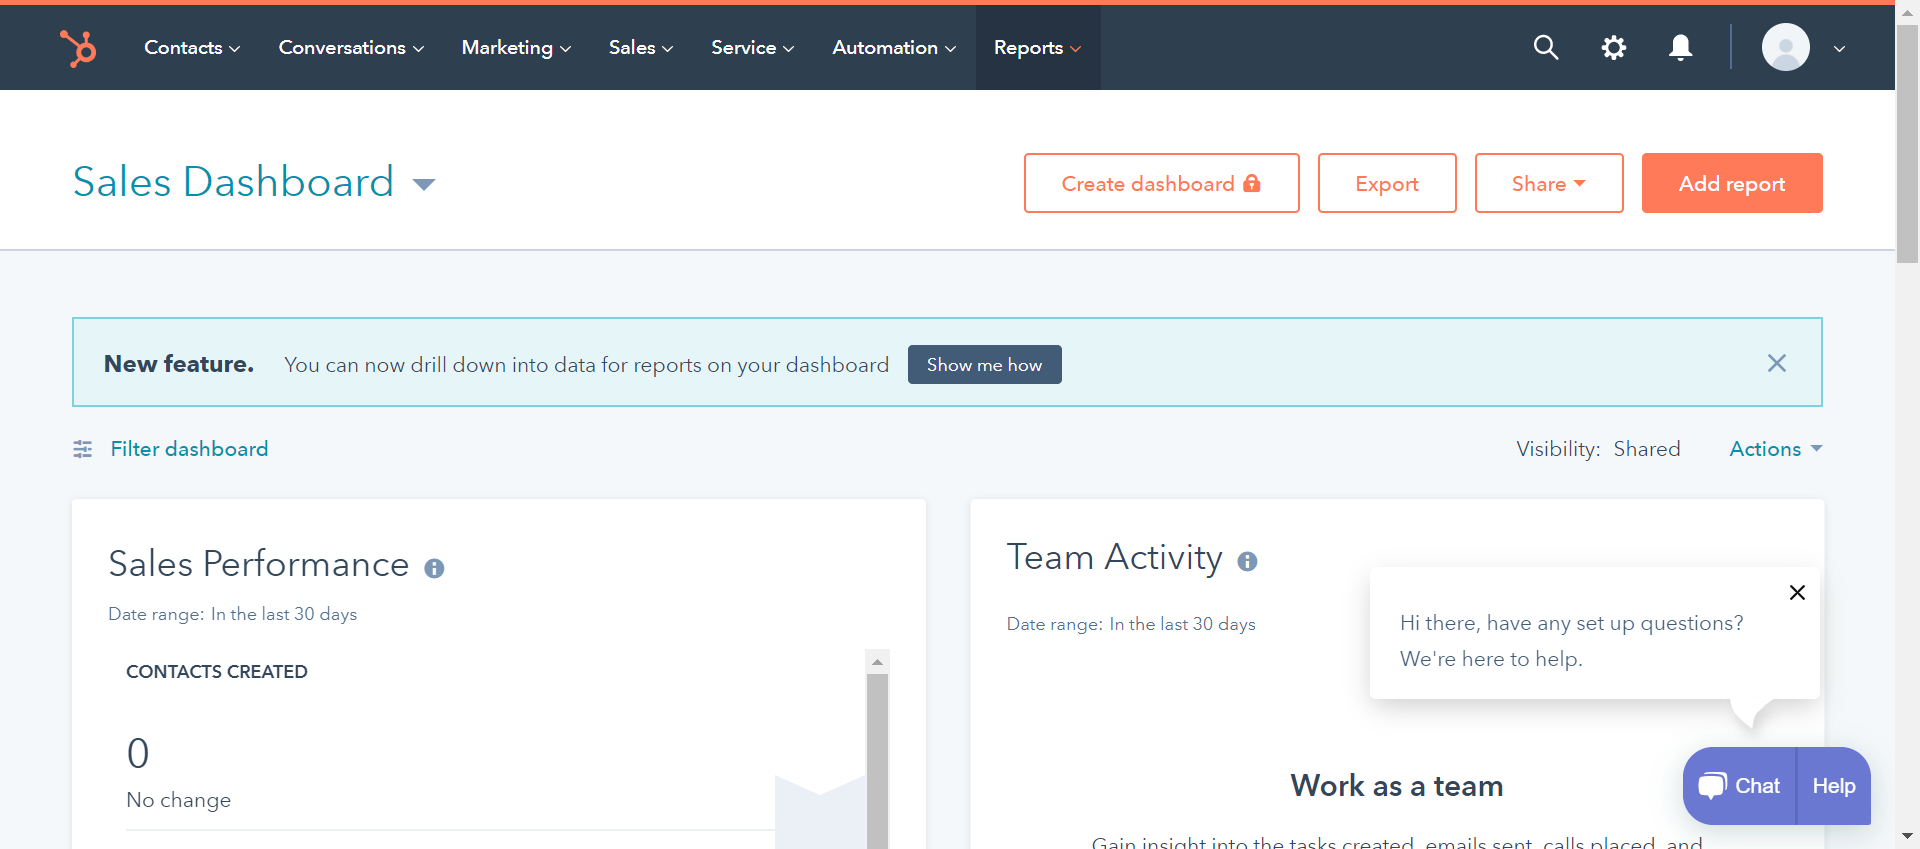 Contacts Conversations Marketing Sales Service Automation Reports
Sales Dashboard
Create dashboard Export Share Add report
New feature. You can now drill down into data for reports on your dashboard Show me how
Filter dashboard
Visibility: Shared Actions
Sales Performance
Date range: In the last 30 days
CONTACTS CREATED
0
No change
Team Activity
Date range: In the last 30 days
Hi there, have any set up questions?
We're here to help.
Work as a team
Gain insight into the tasks created, emails sent, calls placed, and
Chat Help